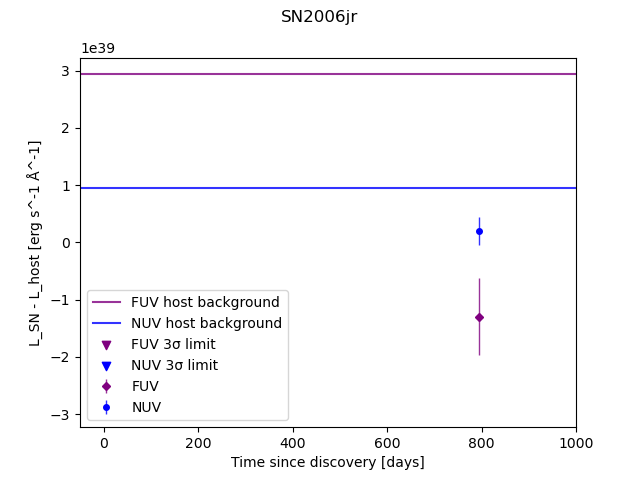 SN2006jr
1e39
3
2
1
0
−1
−2
−3
L_SN - L_host [erg s^-1 Å^-1]
FUV host background
NUV host background
FUV 3σ limit
NUV 3σ limit
FUV
NUV
0 200 400 600 800 1000
Time since discovery [days]